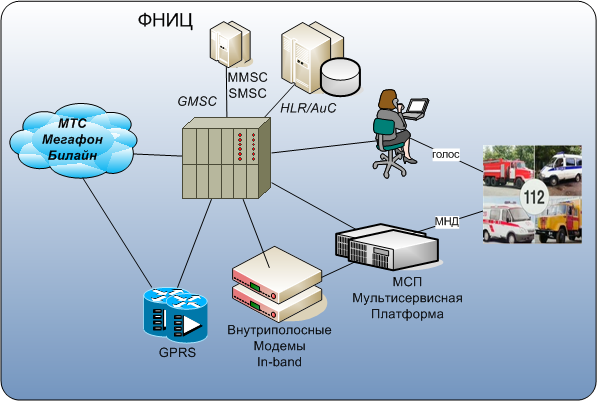 ФНИЦ
MMSC
SMSC
GMSC
HLR/AuC
МТС
Мегафон
Билайн
голос
112
МНД
МСП
Мультисервисная
Платформа
Внутриполосные
Модемы
In-band
GPRS